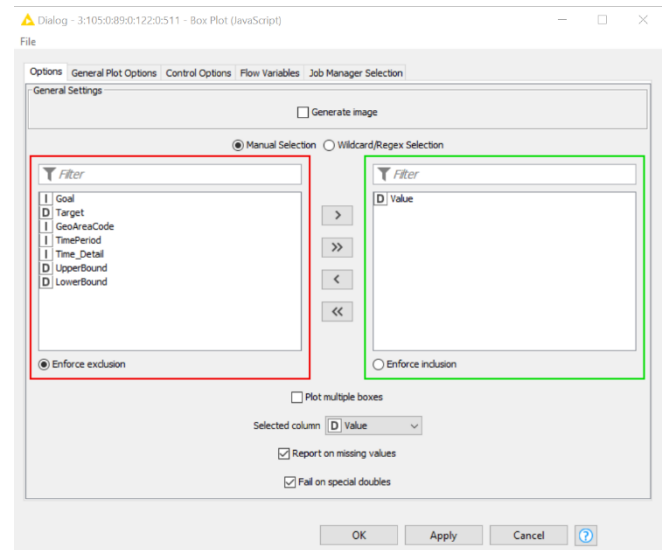 Dialog - 3:105:0:89:0:122:0:511 - Box Plot (JavaScript)
File
Options General Plot Options Control Options Flow Variables Job Manager Selection
General Settings
Generate image
Manual Selection Wildcard/Regex Selection
Filter Filter
I Goal D Value
D Target
I GeoAreaCode
I TimePeriod
I Time_Detail
D UpperBound
D LowerBound
>
>>
<
<<
Enforce exclusion Enforce inclusion
Plot multiple boxes
Selected column D Value
Report on missing values
Fail on special doubles
OK Apply Cancel ?